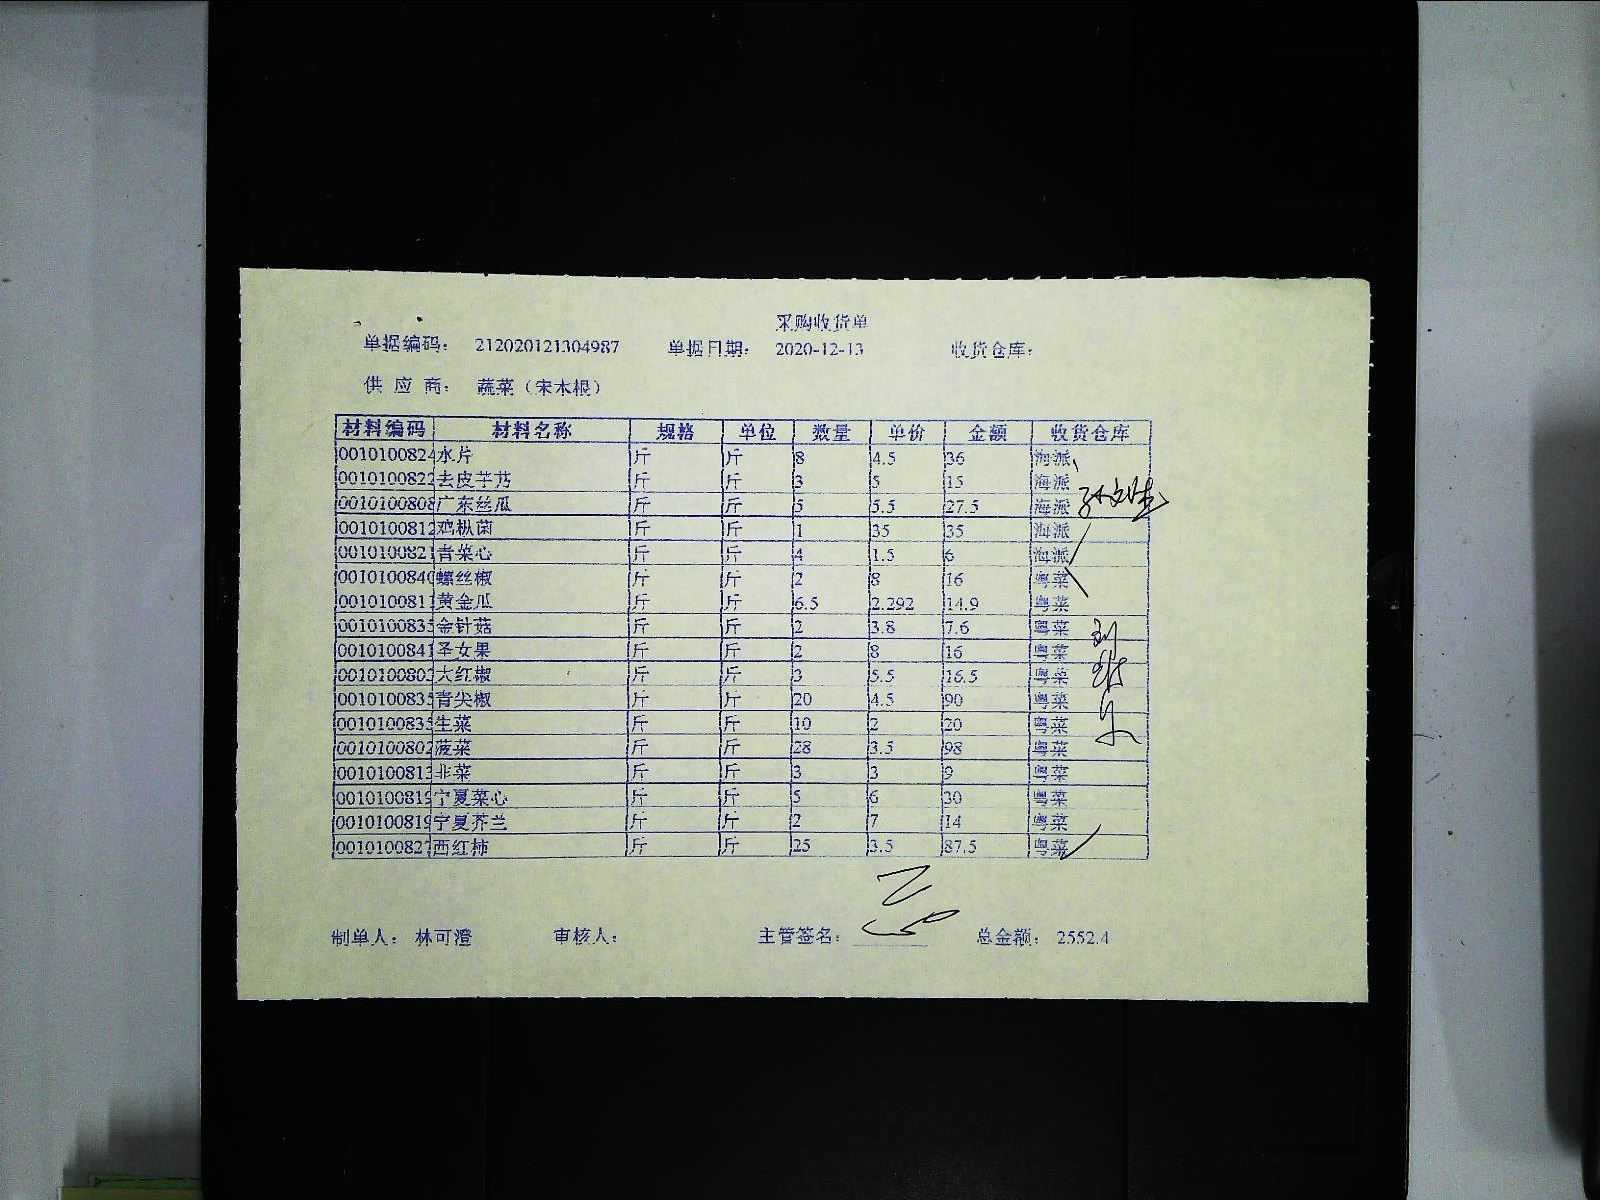 采购收货单
单据编码： 212020121304987 单据日期： 2020-12-13 收货仓库：
供 应 商： 蔬菜（宋本根）
材料编码 材料名称 规格 单位 数量 单价 金额 收货仓库
0010100824 水片 斤 斤 8 4.5 36 海派
0010100822 去皮芋艿 斤 斤 3 5 15 海派
0010100808 广东丝瓜 斤 斤 5 5.5 27.5 海派
0010100812 鸡枞菌 斤 斤 1 35 35 海派
0010100821 青菜心 斤 斤 4 1.5 6 海派
0010100840 螺丝椒 斤 斤 2 8 16 粤菜
001010081 黄金瓜 斤 斤 6.5 2.292 14.9 粤菜
001010083 金针菇 斤 斤 2 3.8 7.6 粤菜
001010084 圣女果 斤 斤 2 8 16 粤菜
001010080 大红椒 斤 斤 3 5.5 16.5 粤菜
001010083 青尖椒 斤 斤 20 4.5 90 粤菜
001010083 生菜 斤 斤 10 2 20 粤菜
0010100802 菠菜 斤 斤 28 3.5 98 粤菜
001010081 韭菜 斤 斤 3 3 9 粤菜
0010100819 宁夏菜心 斤 斤 5 6 30 粤菜
0010100819 宁夏芥兰 斤 斤 2 7 14 粤菜
001010082 西红柿 斤 斤 25 3.5 87.5 粤菜
制单人： 林可澄 审核人： 主管签名： 总金额： 2552.4